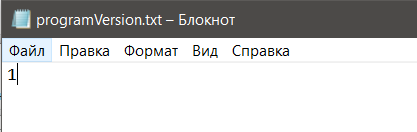 programVersion.txt – Блокнот
Файл Правка Формат Вид Справка
1